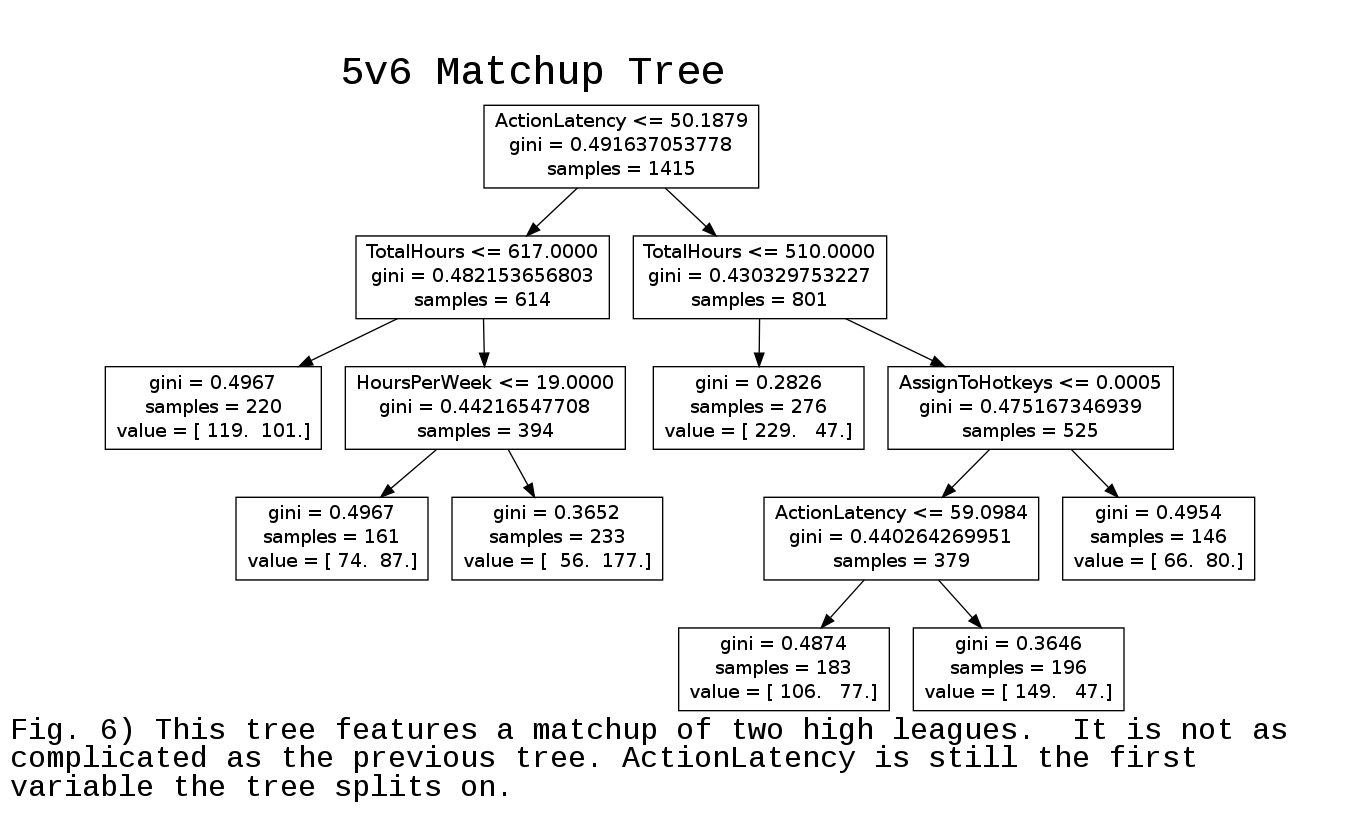 5v6 Matchup Tree
ActionLatency <= 50.1879
gini = 0.491637053778
samples = 1415
TotalHours <= 617.0000
gini = 0.482153656803
samples = 614
TotalHours <= 510.0000
gini = 0.430329753227
samples = 801
gini = 0.4967
samples = 220
value = [ 119.  101.]
HoursPerWeek <= 19.0000
gini = 0.44216547708
samples = 394
gini = 0.2826
samples = 276
value = [ 229.   47.]
AssignToHotkeys <= 0.0005
gini = 0.475167346939
samples = 525
gini = 0.4967
samples = 161
value = [ 74.  87.]
gini = 0.3652
samples = 233
value = [  56.  177.]
ActionLatency <= 59.0984
gini = 0.440264269951
samples = 379
gini = 0.4954
samples = 146
value = [ 66.  80.]
gini = 0.4874
samples = 183
value = [ 106.   77.]
gini = 0.3646
samples = 196
value = [ 149.   47.]
Fig. 6) This tree features a matchup of two high leagues.  It is not as
complicated as the previous tree. ActionLatency is still the first
variable the tree splits on.